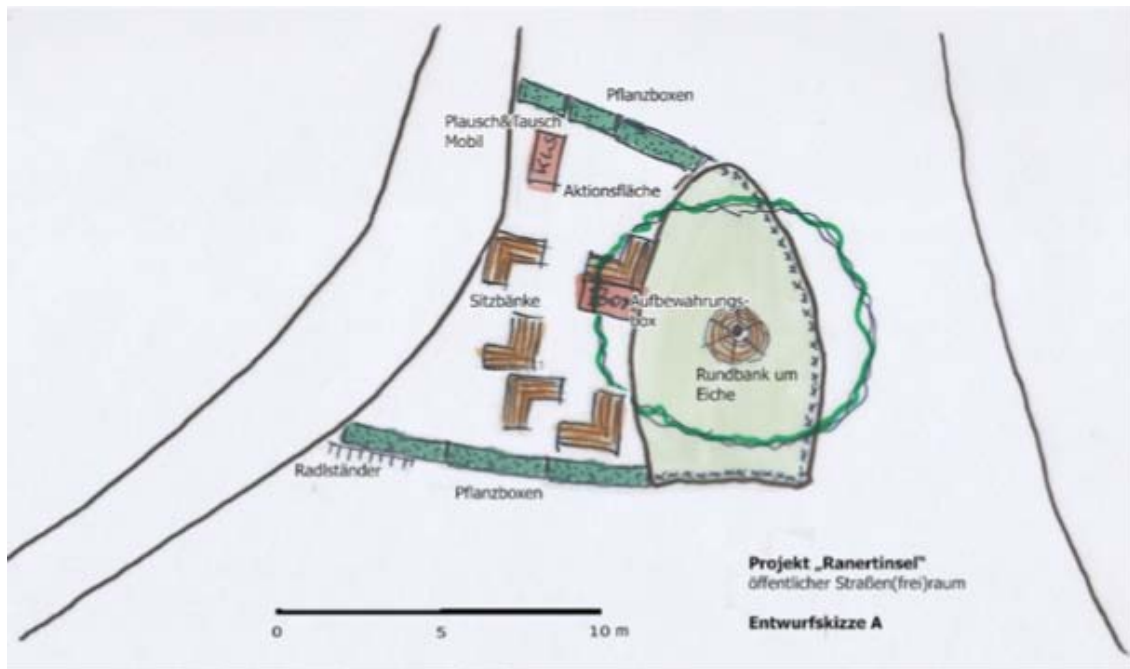 Pflanzboxen
Plausch&Tausch
Mobil
Aktionsfläche
Sitzbänke
Aufbewahrungs-
box
Rundbank um
Eiche
Radlständer
Pflanzboxen
Projekt „Ranertinsel"
öffentlicher Straßen(frei)raum
Entwurfskizze A
0
5
10 m